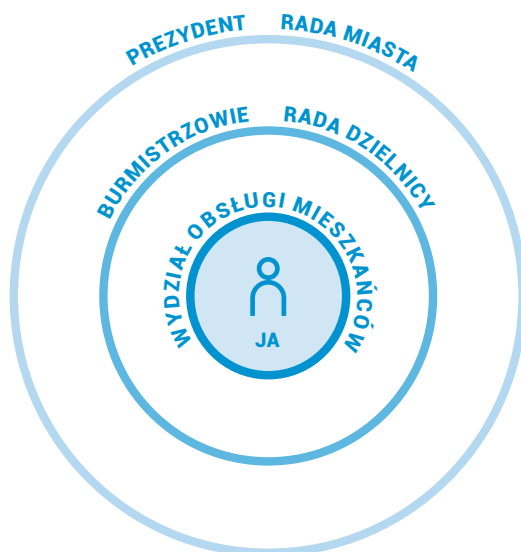 PREZYDENT RADA MIASTA
BURMISTRZOWIE RADA DZIELNICY
WYDZIAŁ OBSŁUGI MIESZKAŃCÓW
JA